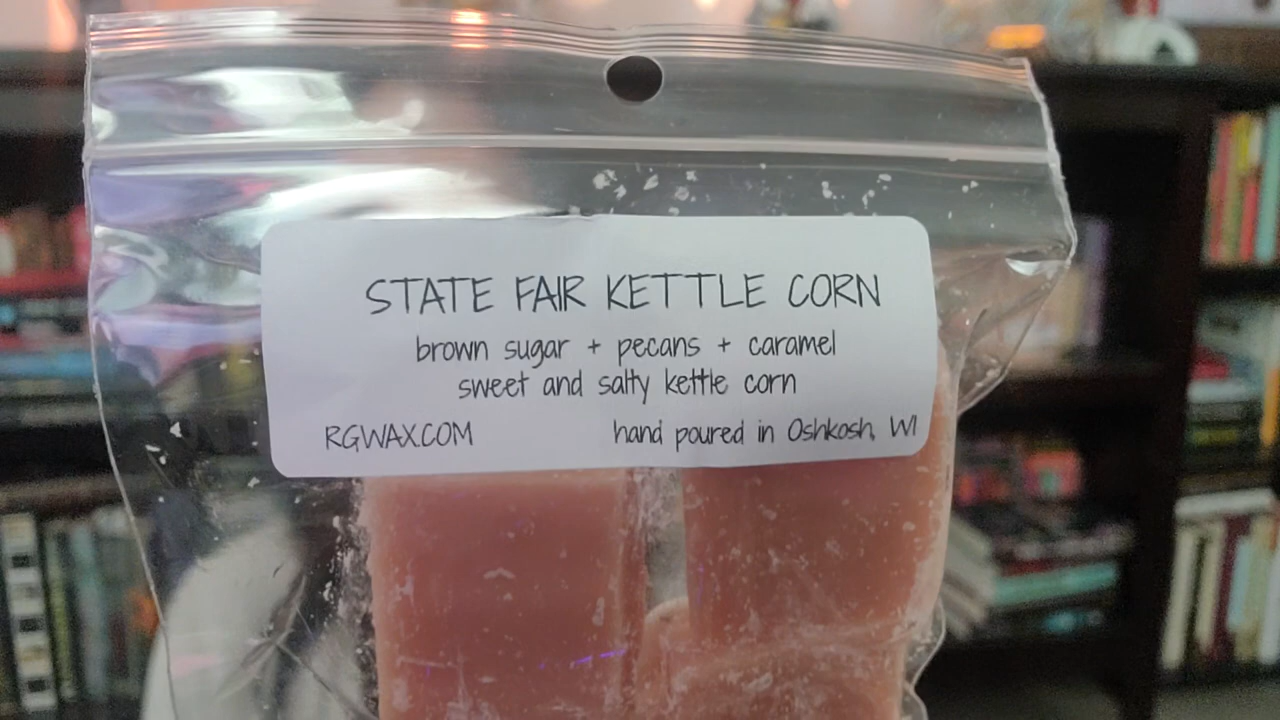 STATE FAIR KETTLE CORN
brown sugar + pecans + caramel
sweet and salty kettle corn
RGWAX.COM hand poured in Oshkosh, WI